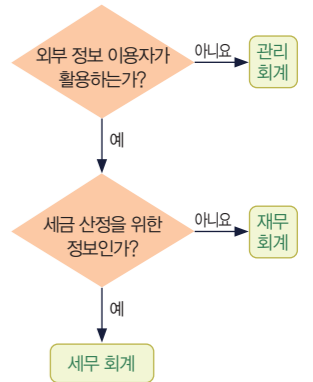 외부 정보 이용자가
활용하는가?
아니요
관리
회계
예
세금 산정을 위한
정보인가?
아니요
재무
회계
예
세무 회계